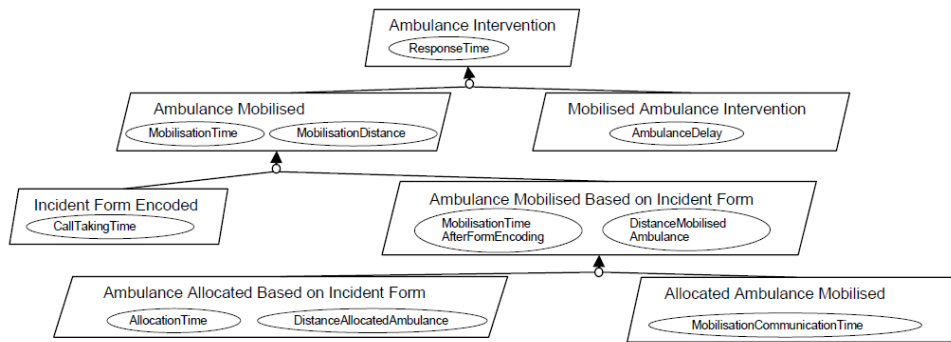 Ambulance Intervention
ResponseTime
Ambulance Mobilised
MobilisationTime
MobilisationDistance
Mobilised Ambulance Intervention
AmbulanceDelay
Incident Form Encoded
CallTakingTime
Ambulance Mobilised Based on Incident Form
MobilisationTime
AfterFormEncoding
DistanceMobilised
Ambulance
Ambulance Allocated Based on Incident Form
AllocationTime
DistanceAllocatedAmbulance
Allocated Ambulance Mobilised
MobilisationCommunicationTime